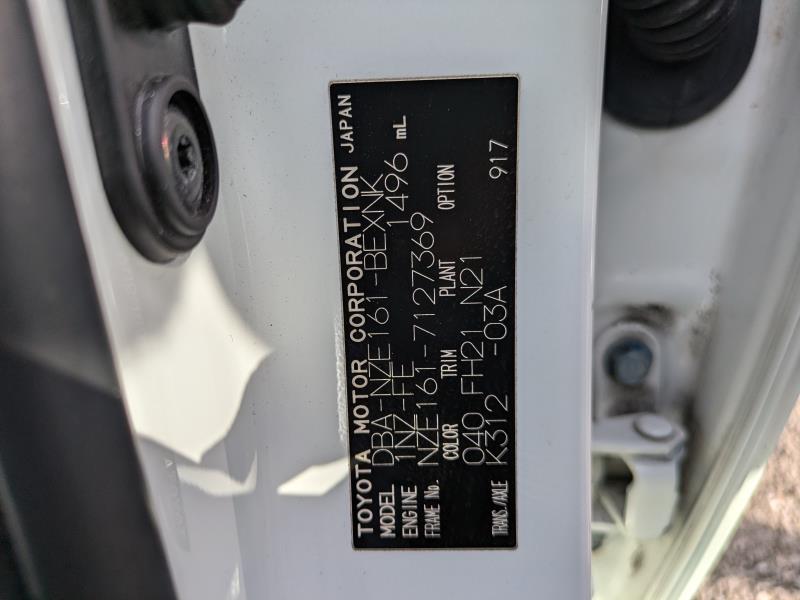 TOYOTA MOTOR CORPORATION JAPAN
MODEL DBA-NZE161-BEXNK
ENGINE 1NZ-FE 1496 mL
FRAME No. NZE161-7127369
COLOR TRIM PLANT OPTION
040 FH21 N21
TRANS./AXLE K312 -03A 917